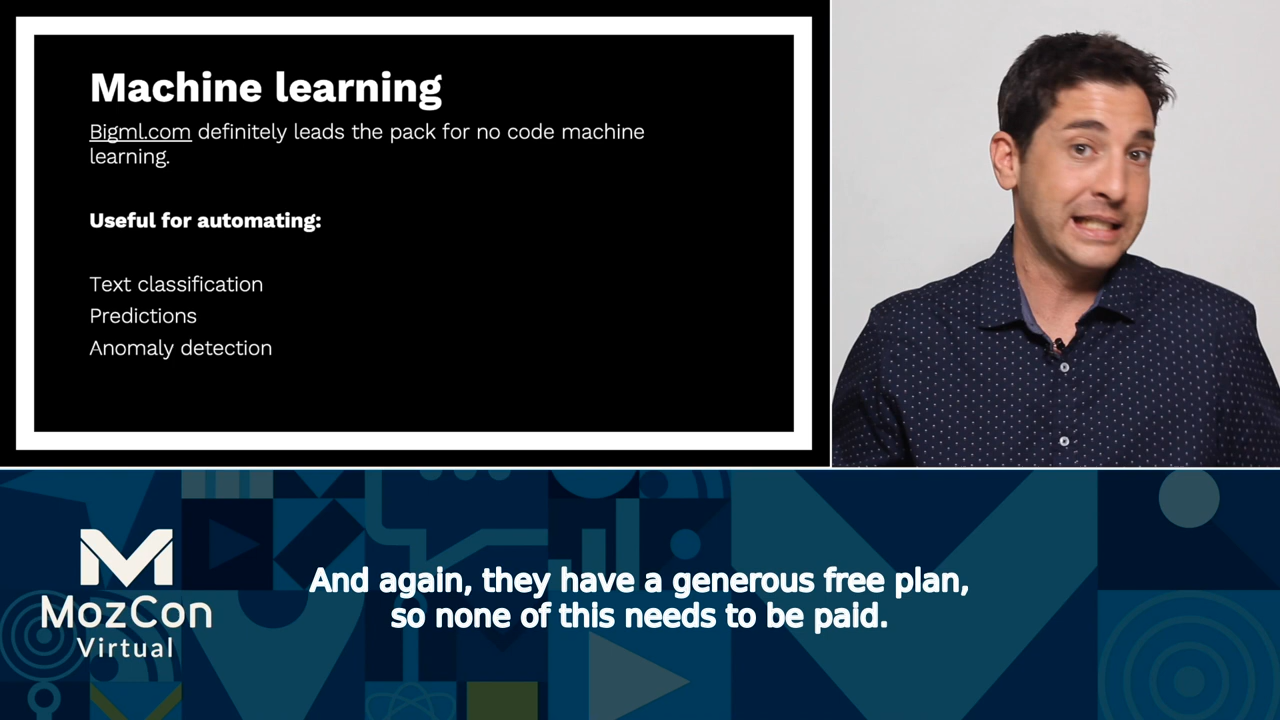 Machine learning
Bigml.com definitely leads the pack for no code machine
learning.
Useful for automating:
Text classification
Predictions
Anomaly detection
MozCon
Virtual
And again, they have a generous free plan,
so none of this needs to be paid.